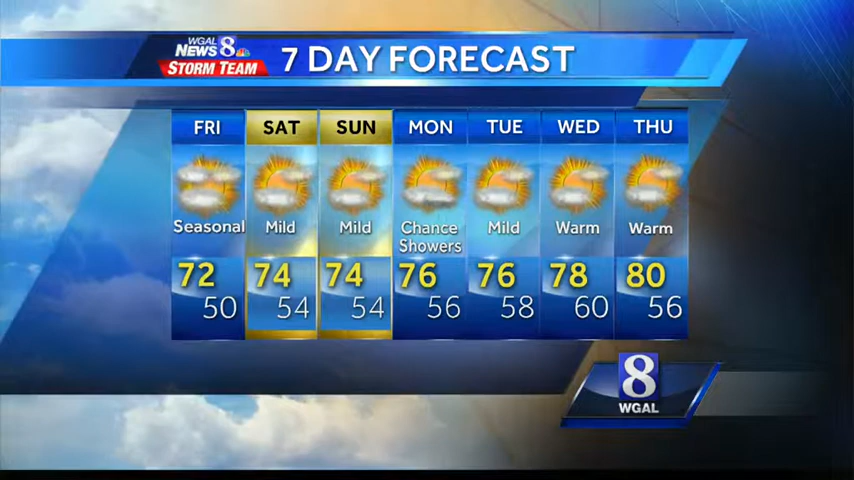 WGAL
NEWS 8
STORM TEAM
7 DAY FORECAST
FRI SAT SUN MON TUE WED THU
Seasonal Mild Mild Chance Showers Mild Warm Warm
72 74 74 76 76 78 80
50 54 54 56 58 60 56
8
WGAL